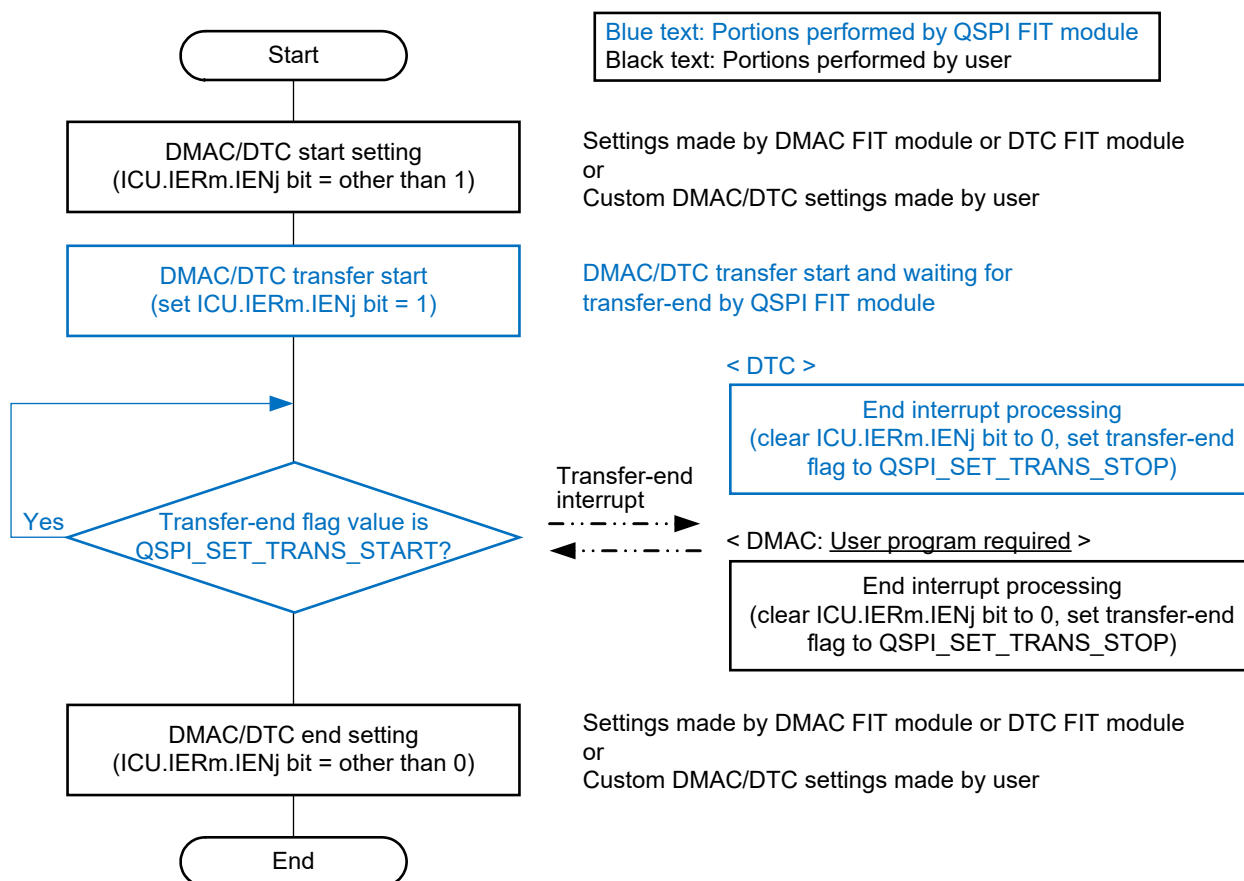 Start
Blue text: Portions performed by QSPI FIT module
Black text: Portions performed by user
DMAC/DTC start setting
(ICU.IERm.IENj bit = other than 1)
Settings made by DMAC FIT module or DTC FIT module
or
Custom DMAC/DTC settings made by user
DMAC/DTC transfer start
(set ICU.IERm.IENj bit = 1)
DMAC/DTC transfer start and waiting for
transfer-end by QSPI FIT module
< DTC >
End interrupt processing
(clear ICU.IERm.IENj bit to 0, set transfer-end
flag to QSPI_SET_TRANS_STOP)
Transfer-end
interrupt
Yes
Transfer-end flag value is
QSPI_SET_TRANS_START?
< DMAC: User program required >
End interrupt processing
(clear ICU.IERm.IENj bit to 0, set transfer-end
flag to QSPI_SET_TRANS_STOP)
DMAC/DTC end setting
(ICU.IERm.IENj bit = other than 0)
Settings made by DMAC FIT module or DTC FIT module
or
Custom DMAC/DTC settings made by user
End